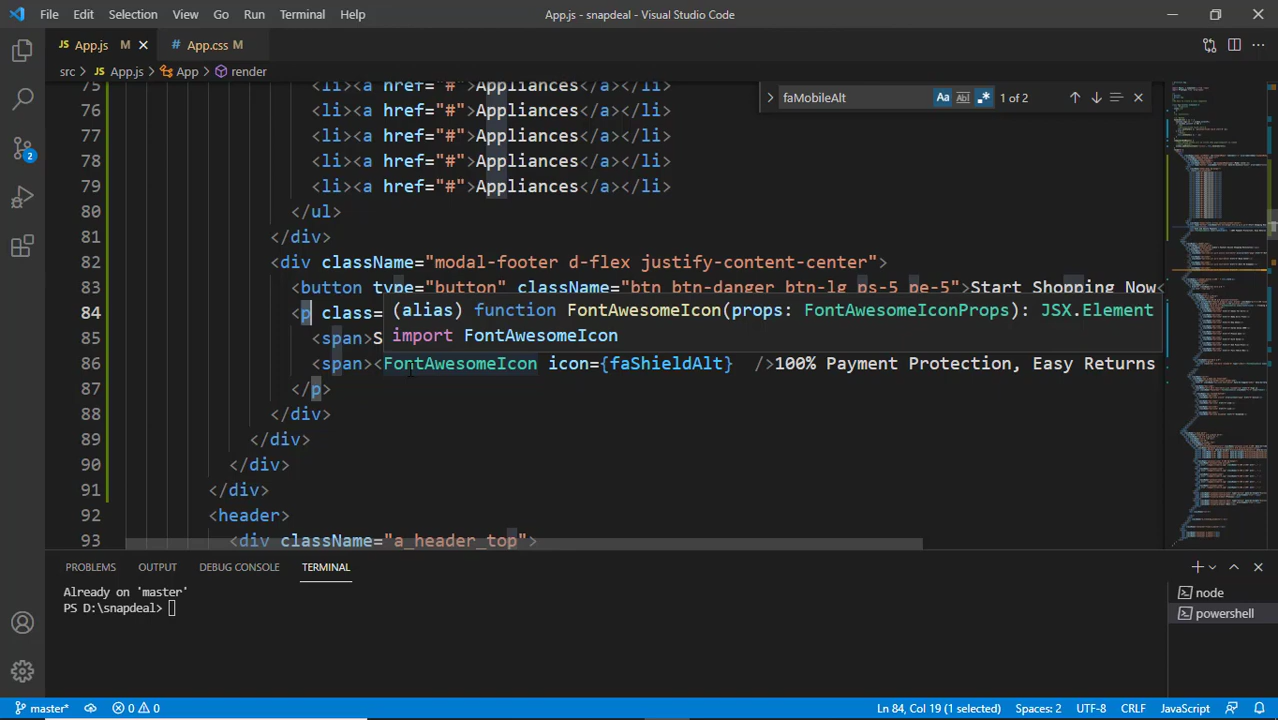 File Edit Selection View Go Run Terminal Help App.js - snapdeal - Visual Studio Code
JS App.js M # App.css M
src > JS App.js > App > render
faMobileAlt Aa Abl .* 1 of 2
75 <li><a href="#">Appliances</a></li>
76 <li><a href="#">Appliances</a></li>
77 <li><a href="#">Appliances</a></li>
78 <li><a href="#">Appliances</a></li>
79 <li><a href="#">Appliances</a></li>
80 </ul>
81 </div>
82 <div className="modal-footer d-flex justify-content-center">
83 <button type="button" className="btn btn-danger btn-lg ps-5 pe-5">Start Shopping Now<
84 <p class=
(alias) function FontAwesomeIcon(props: FontAwesomeIconProps): JSX.Element
import FontAwesomeIcon
85 <span>S
86 <span><FontAwesomeIcon icon={faShieldAlt} />100% Payment Protection, Easy Returns
87 </p>
88 </div>
89 </div>
90 </div>
91 </div>
92 <header>
93 <div className="a_header_top">
2
PROBLEMS OUTPUT DEBUG CONSOLE TERMINAL
Already on 'master'
PS D:\snapdeal>
node
powershell
master* 0 0 Ln 84, Col 19 (1 selected) Spaces: 2 UTF-8 CRLF JavaScript